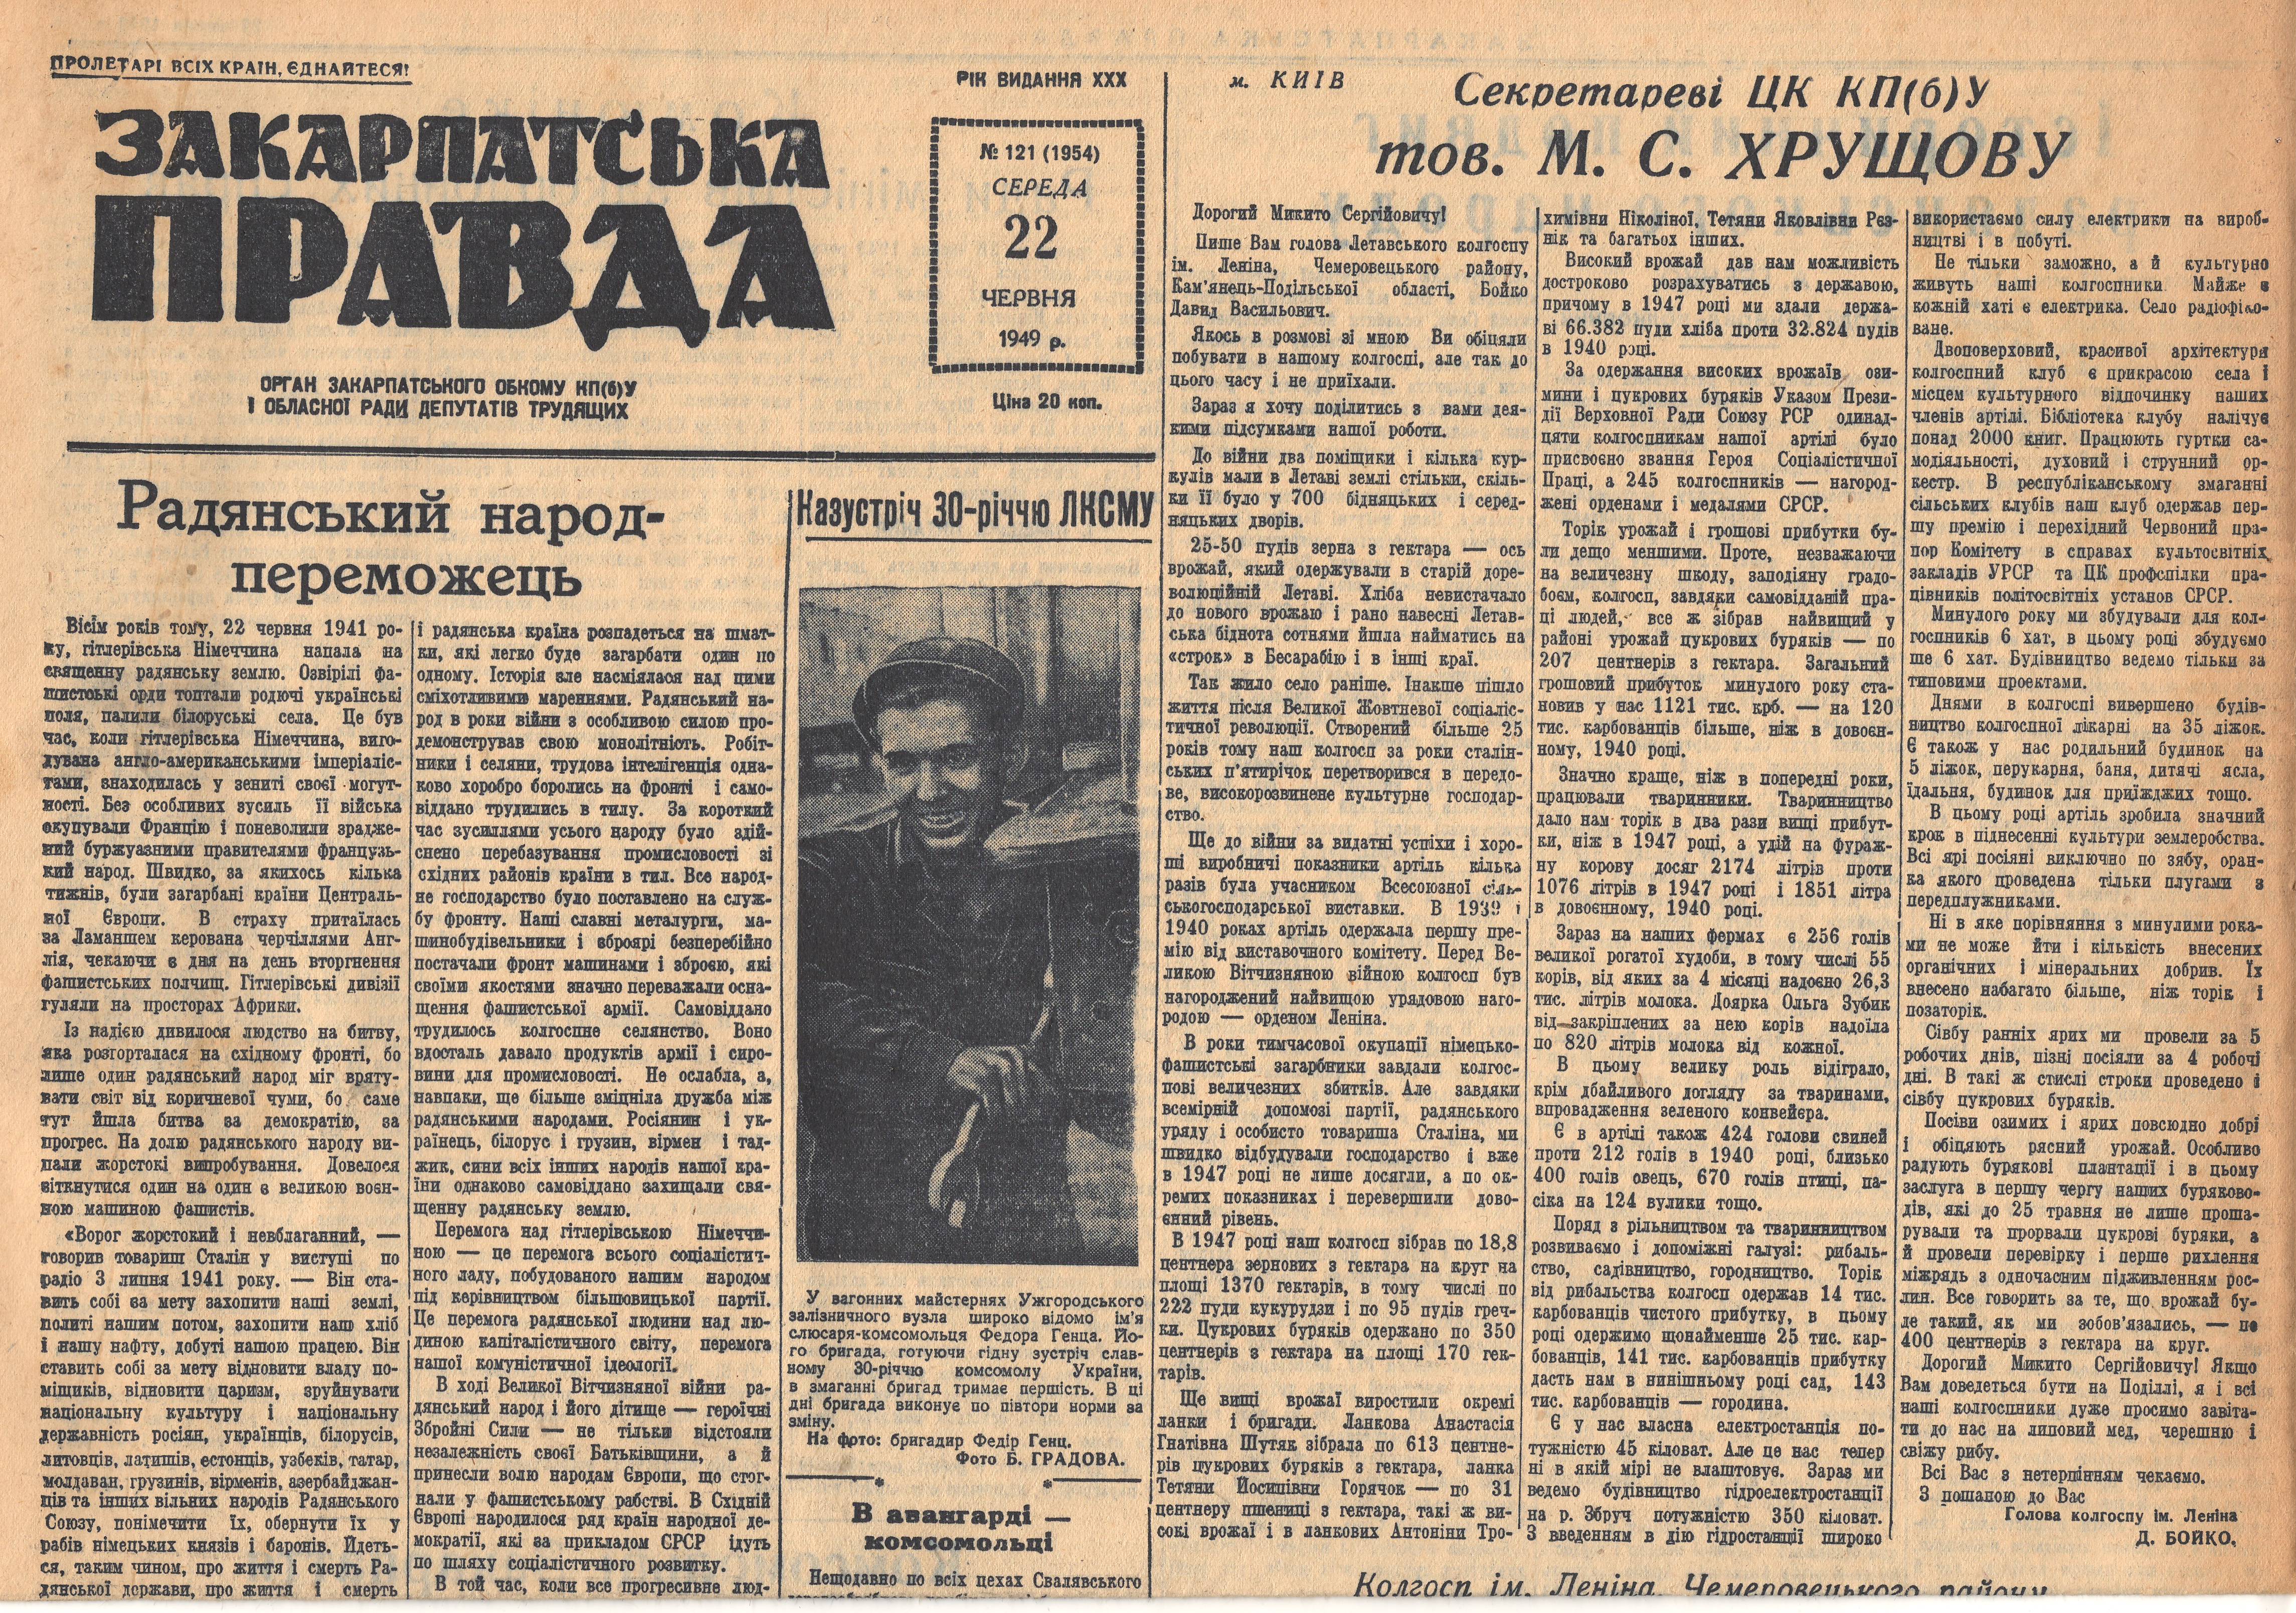 ПРОЛЕТАРІ ВСІХ КРАЇН, ЄДНАЙТЕСЯ!
ЗАКАРПАТСЬКА
ПРАВДА
ОРГАН ЗАКАРПАТСЬКОГО ОБКОМУ КП(б)У
І ОБЛАСНОЇ РАДИ ДЕПУТАТІВ ТРУДЯЩИХ
РІК ВИДАННЯ XXX
№ 121 (1954)
СЕРЕДА
22
ЧЕРВНЯ
1949 р.
Ціна 20 коп.
Радянський народ-
переможець
Вісім років тому, 22 червня 1941 ро-
ку, гітлерівська Німеччина напала на
священну радянську землю. Озвірілі фа-
шистські орди топтали родючі українські
поля, палили білоруські села. Це був
час, коли гітлерівська Німеччина, виго-
дувана англо-американськими імперіаліс-
тами, знаходилась у зеніті своєї могут-
ності. Без особливих зусиль її війська
окупували Францію і поневолили зрадже-
ний буржуазними правителями французь-
кий народ. Швидко, за якихось кілька
тижнів, були загарбані країни Централь-
ної Європи. В страху притаїлась
за Ламаншем керована черчіллями Анг-
лія, чекаючи з дня на день вторгнення
фашистських полчищ. Гітлерівські дивізії
гуляли на просторах Африки.
Із надією дивилося людство на битву,
яка розгорталася на східному фронті, бо
лише один радянський народ міг вряту-
вати світ від коричневої чуми, бо саме
тут йшла битва за демократію, за
прогрес. На долю радянського народу ви-
пали жорстокі випробування. Довелося
віткнутися один на один з великою воєн-
ною машиною фашистів.
«Ворог жорстокий і невблаганний, —
говорив товариш Сталін у виступі по
радіо 3 липня 1941 року. — Він ста-
вить собі за мету захопити наші землі,
политі нашим потом, захопити наш хліб
і нашу нафту, добуті нашою працею. Він
ставить собі за мету відновити владу по-
міщиків, відновити царизм, зруйнувати
національну культуру і національну
державність росіян, українців, білорусів,
литовців, латишів, естонців, узбеків, татар,
молдаван, грузинів, вірменів, азербайджан-
ців та інших вільних народів Радянського
Союзу, понімечити їх, обернути їх у
рабів німецьких князів і баронів. Йдеть-
ся, таким чином, про життя і смерть Ра-
дянської держави, про життя і смерть
і радянська країна розпадеться на шмат-
ки, які легко буде загарбати один по
одному. Історія зле насміялася над цими
сміхотливими мареннями. Радянський на-
род в роки війни з особливою силою про-
демонстрував свою монолітність. Робіт-
ники і селяни, трудова інтелігенція одна-
ково хоробро боролись на фронті і само-
віддано трудились в тилу. За короткий
час зусиллями усього народу було здій-
снено перебазування промисловості зі
східних районів країни в тил. Все народ-
не господарство було поставлено на служ-
бу фронту. Наші славні металурги, ма-
шинобудівельники і зброярі безперебійно
постачали фронт машинами і зброєю, які
своїми якостями значно переважали осна-
щення фашистської армії. Самовіддано
трудилось колгоспне селянство. Воно
вдосталь давало продуктів армії і сиро-
вини для промисловості. Не ослабла, а,
навпаки, ще більше зміцніла дружба між
радянськими народами. Росіянин і ук-
раїнець, білорус і грузин, вірмен і тад-
жик, сини всіх інших народів нашої кра-
їни однаково самовіддано захищали свя-
щенну радянську землю.
Перемога над гітлерівською Німеччи-
ною — це перемога всього соціалістич-
ного ладу, побудованого нашим народом
під керівництвом більшовицької партії.
Це перемога радянської людини над лю-
диною капіталістичного світу, перемога
нашої комуністичної ідеології.
В ході Великої Вітчизняної війни ра-
дянський народ і його дітище — героїчні
Збройні Сили — не тільки відстояли
незалежність своєї Батьківщини, а й
принесли волю народам Європи, що стог-
нали у фашистському рабстві. В Східній
Європі народилося ряд країн народної де-
мократії, які за прикладом СРСР ідуть
по шляху соціалістичного розвитку.
В той час, коли все прогресивне люд-
Назустріч 30-річчю ЛКСМУ
У вагонних майстернях Ужгородського
залізничного вузла широко відомо ім'я
слюсаря-комсомольця Федора Генца. Йо-
го бригада, готуючи гідну зустріч слав-
ному 30-річчю комсомолу України,
в змаганні бригад тримає першість. В ці
дні бригада виконує по півтори норми за
зміну.
На фото: бригадир Федір Генц.
Фото Б. ГРАДОВА.
В авангарді —
комсомольці
Нещодавно по всіх цехах Свалявського
м. КИЇВ
Секретареві ЦК КП(б)У
тов. М. С. ХРУЩОВУ
Дорогий Микито Сергійовичу!
Пише Вам голова Летавського колгоспу
ім. Леніна, Чемеровецького району,
Кам'янець-Подільської області, Бойко
Давид Васильович.
Якось в розмові зі мною Ви обіцяли
побувати в нашому колгоспі, але так до
цього часу і не приїхали.
Зараз я хочу поділитись з вами дея-
кими підсумками нашої роботи.
До війни два поміщики і кілька кур-
кулів мали в Летаві землі стільки, скіль-
ки її було у 700 бідняцьких і серед-
няцьких дворів.
25-50 пудів зерна з гектара — ось
врожай, який одержували в старій доре-
волюційній Летаві. Хліба невистачало
до нового врожаю і рано навесні Летав-
ська біднота сотнями йшла найматись на
«строк» в Бесарабію і в інші краї.
Так жило село раніше. Інакше пішло
життя після Великої Жовтневої соціаліс-
тичної революції. Створений більше 25
років тому наш колгосп за роки сталін-
ських п'ятирічок перетворився в передо-
ве, високорозвинене культурне господар-
ство.
Ще до війни за видатні успіхи і хоро-
ші виробничі показники артіль кілька
разів була учасником Всесоюзної сіль-
ськогосподарської виставки. В 1939 і
1940 роках артіль одержала першу пре-
мію від виставочного комітету. Перед Ве-
ликою Вітчизняною війною колгосп був
нагороджений найвищою урядовою наго-
родою — орденом Леніна.
В роки тимчасової окупації німецько-
фашистські загарбники завдали колгос-
пові величезних збитків. Але завдяки
всемірній допомозі партії, радянського
уряду і особисто товариша Сталіна, ми
швидко відбудували господарство і вже
в 1947 році не лише досягли, а по ок-
ремих показниках і перевершили дово-
єнний рівень.
В 1947 році наш колгосп зібрав по 18,8
центнера зернових з гектара на круг на
площі 1370 гектарів, в тому числі по
222 пуди кукурудзи і по 95 пудів греч-
ки. Цукрових буряків одержано по 350
центнерів з гектара на площі 170 гек-
тарів.
Ще вищі врожаї виростили окремі
ланки і бригади. Ланкова Анастасія
Гнатівна Шутяк зібрала по 613 центне-
рів цукрових буряків з гектара, ланка
Тетяни Йосипівни Горячок — по 31
центнеру пшениці з гектара, такі ж ви-
сокі врожаї і в ланкових Антоніни Тро-
химівни Ніколіної, Тетяни Яковлівни Рєз-
нік та багатьох інших.
Високий врожай дав нам можливість
достроково розрахуватись з державою,
причому в 1947 році ми здали держа-
ві 66.382 пуди хліба проти 32.824 пудів
в 1940 році.
За одержання високих врожаїв ози-
мини і цукрових буряків Указом Прези-
дії Верховної Ради Союзу РСР одинад-
цяти колгоспникам нашої артілі було
присвоєно звання Героя Соціалістичної
Праці, а 245 колгоспників — нагород-
жені орденами і медалями СРСР.
Торік урожай і грошові прибутки бу-
ли дещо меншими. Проте, незважаючи
на величезну шкоду, заподіяну градо-
боєм, колгосп, завдяки самовідданій пра-
ці людей, все ж зібрав найвищий у
районі урожай цукрових буряків — по
207 центнерів з гектара. Загальний
грошовий прибуток минулого року ста-
новив у нас 1121 тис. крб. — на 120
тис. карбованців більше, ніж в довоєн-
ному, 1940 році.
Значно краще, ніж в попередні роки,
працювали тваринники. Тваринництво
дало нам торік в два рази вищі прибут-
ки, ніж в 1947 році, а удій на фураж-
ну корову досяг 2174 літрів проти
1076 літрів в 1947 році і 1851 літра
в довоєнному, 1940 році.
Зараз на наших фермах є 256 голів
великої рогатої худоби, в тому числі 55
корів, від яких за 4 місяці надоєно 26,3
тис. літрів молока. Доярка Ольга Зубик
від закріплених за нею корів надоїла
по 820 літрів молока від кожної.
В цьому велику роль відіграло,
крім дбайливого догляду за тваринами,
впровадження зеленого конвейєра.
Є в артілі також 424 голови свиней
проти 212 голів в 1940 році, близько
400 голів овець, 670 голів птиці, па-
сіка на 124 вулики тощо.
Поряд з рільництвом та тваринництвом
розвиваємо і допоміжні галузі: рибаль-
ство, садівництво, городництво. Торік
від рибальства колгосп одержав 14 тис.
карбованців чистого прибутку, в цьому
році одержимо щонайменше 25 тис. кар-
бованців, 141 тис. карбованців прибутку
дасть нам в нинішньому році сад, 143
тис. карбованців — городина.
Є у нас власна електростанція по-
тужністю 45 кіловат. Але це нас тепер
ні в якій мірі не влаштовує. Зараз ми
ведемо будівництво гідроелектростанції
на р. Збруч потужністю 350 кіловат.
З введенням в дію гідростанції широко
використаємо силу електрики на вироб-
ництві і в побуті.
Не тільки заможно, а й культурно
живуть наші колгоспники. Майже в
кожній хаті є електрика. Село радіофіко-
ване.
Двоповерховий, красивої архітектури
колгоспний клуб є прикрасою села і
місцем культурного відпочинку наших
членів артілі. Бібліотека клубу налічує
понад 2000 книг. Працюють гуртки са-
модіяльності, духовий і струнний ор-
кестр. В республіканському змаганні
сільських клубів наш клуб одержав пер-
шу премію і перехідний Червоний пра-
пор Комітету в справах культосвітніх
закладів УРСР та ЦК профспілки пра-
цівників політосвітніх установ СРСР.
Минулого року ми збудували для кол-
госпників 6 хат, в цьому році збудуємо
ще 6 хат. Будівництво ведемо тільки за
типовими проектами.
Днями в колгоспі вивершено будів-
ництво колгоспної лікарні на 35 ліжок.
Є також у нас родильний будинок на
5 ліжок, перукарня, баня, дитячі ясла,
їдальня, будинок для приїжджих тощо.
В цьому році артіль зробила значний
крок в піднесенні культури землеробства.
Всі ярі посіяні виключно по зябу, оран-
ка якого проведена тільки плугами з
передплужниками.
Ні в яке порівняння з минулими рока-
ми не може йти і кількість внесених
органічних і мінеральних добрив. Їх
внесено набагато більше, ніж торік і
позаторік.
Сівбу ранніх ярих ми провели за 5
робочих днів, пізні посіяли за 4 робочі
дні. В такі ж стислі строки проведено і
сівбу цукрових буряків.
Посіви озимих і ярих повсюдно добрі
і обіцяють рясний урожай. Особливо
радують бурякові плантації і в цьому
заслуга в першу чергу наших буряково-
дів, які до 25 травня не лише проша-
рували та прорвали цукрові буряки, а
й провели перевірку і перше рихлення
міжрядь з одночасним підживленням рос-
лин. Все говорить за те, що врожай бу-
де такий, як ми зобов'язались, — по
400 центнерів з гектара на круг.
Дорогий Микито Сергійовичу! Якщо
Вам доведеться бути на Поділлі, я і всі
наші колгоспники дуже просимо завіта-
ти до нас на липовий мед, черешню і
свіжу рибу.
Всі Вас з нетерпінням чекаємо.
З пошаною до Вас
Голова колгоспу ім. Леніна
Д. БОЙКО.
Колгосп ім. Леніна, Чемеровецького району